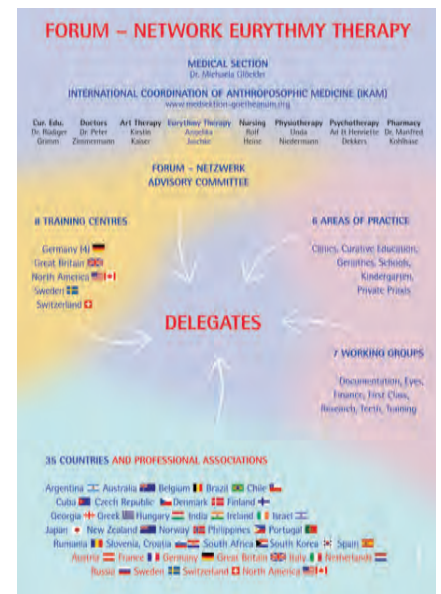 FORUM – NETWORK EURYTHMY THERAPY
MEDICAL SECTION
Dr. Michaela Glöckler
INTERNATIONAL COORDINATION OF ANTHROPOSOPHIC MEDICINE (IKAM)
www.medsektion-goetheanum.org
Cur. Edu. Doctors Art Therapy Eurythmy Therapy Nursing Physiotherapy Psychotherapy Pharmacy
Dr. Rüdiger Dr. Peter Kirstin Angelika Rolf Unda Ad Henriette Dr. Manfred
Grimm Zimmermann Kaiser Jaschke Heine Niedermann Dekkers Kohlhase
FORUM – NETZWERK
ADVISORY COMMITTEE
8 TRAINING CENTRES
Germany
Great Britain
North America
Sweden
Switzerland
6 AREAS OF PRACTICE
Clinics, Curative Education,
Geriatrics, Schools,
Kindergarten,
Private Praxis
DELEGATES
7 WORKING GROUPS
Documentation, Eyes,
Finance, First Class,
Research, Teeth, Training
35 COUNTRIES AND PROFESSIONAL ASSOCIATIONS
Argentina Australia Belgium Brazil Chile
Cuba Czech Republic Denmark Finland
Georgia Greek Hungary India Ireland Israel
Japan New Zealand Norway Philippines Portugal
Rumania Slovenia, Croatia South Africa South Korea Spain
Austria France Germany Great Britain Italy Netherlands
Russia Sweden Switzerland North America